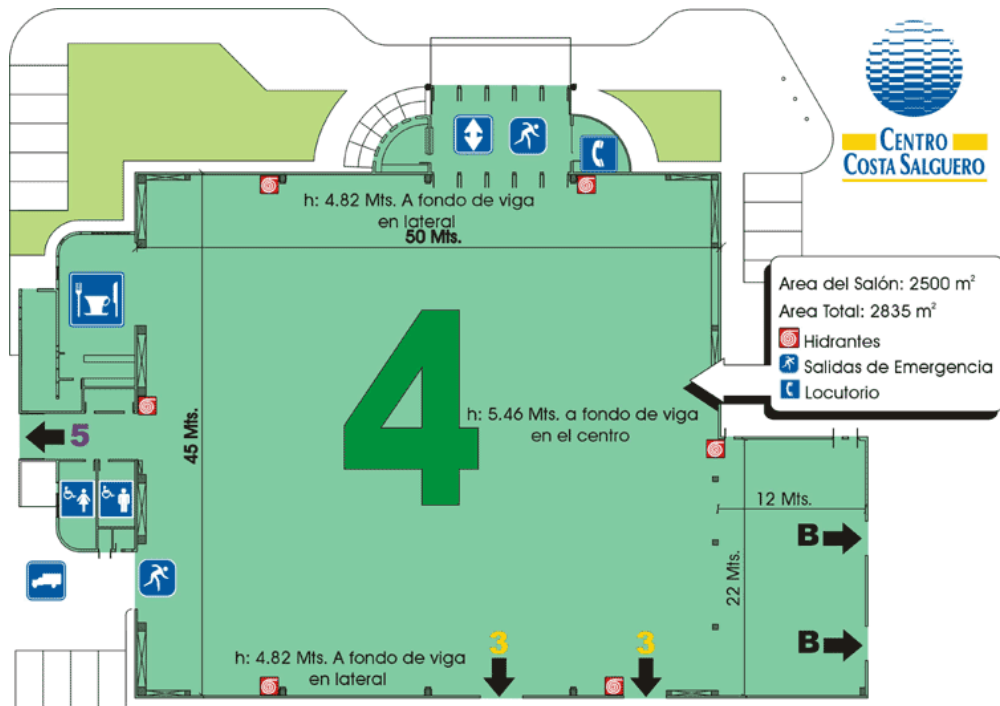 CENTRO
COSTA SALGUERO
h: 4.82 Mts. A fondo de viga
en lateral
50 Mts.
Area del Salón: 2500 m²
Area Total: 2835 m²
Hidrantes
Salidas de Emergencia
Locutorio
4
h: 5.46 Mts. a fondo de viga
en el centro
45 Mts.
5
12 Mts.
B
22 Mts.
B
3
3
h: 4.82 Mts. A fondo de viga
en lateral